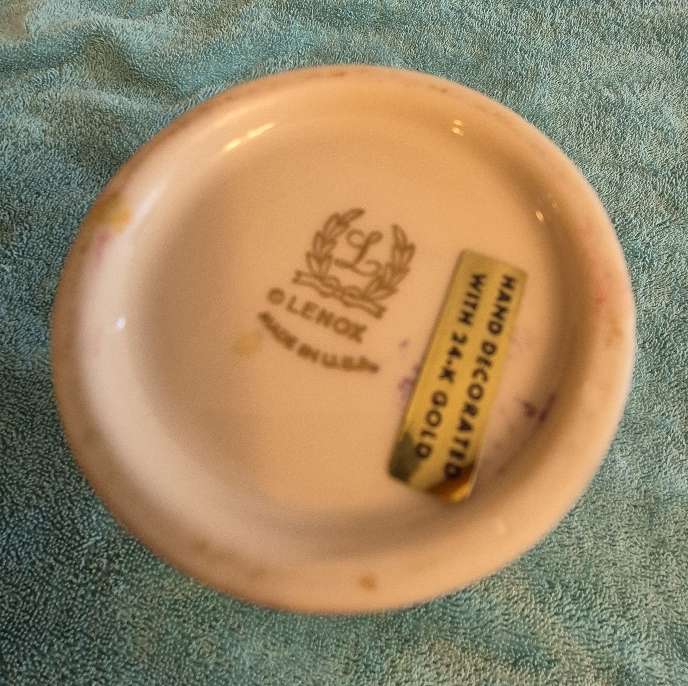 L
© LENOX
MADE IN U.S.A.
HAND DECORATED
WITH 24-K GOLD